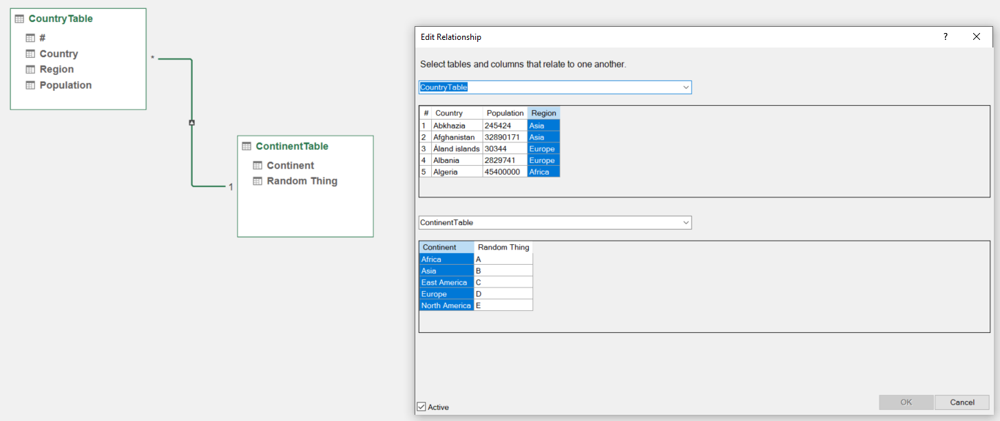 CountryTable
#
Country
Region
Population
*
ContinentTable
Continent
Random Thing
1
Edit Relationship
?
Select tables and columns that relate to one another.
CountryTable
# Country Population Region
1 Abkhazia 245424 Asia
2 Afghanistan 32890171 Asia
3 Åland islands 30344 Europe
4 Albania 2829741 Europe
5 Algeria 45400000 Africa
ContinentTable
Continent Random Thing
Africa A
Asia B
East America C
Europe D
North America E
Active
OK Cancel